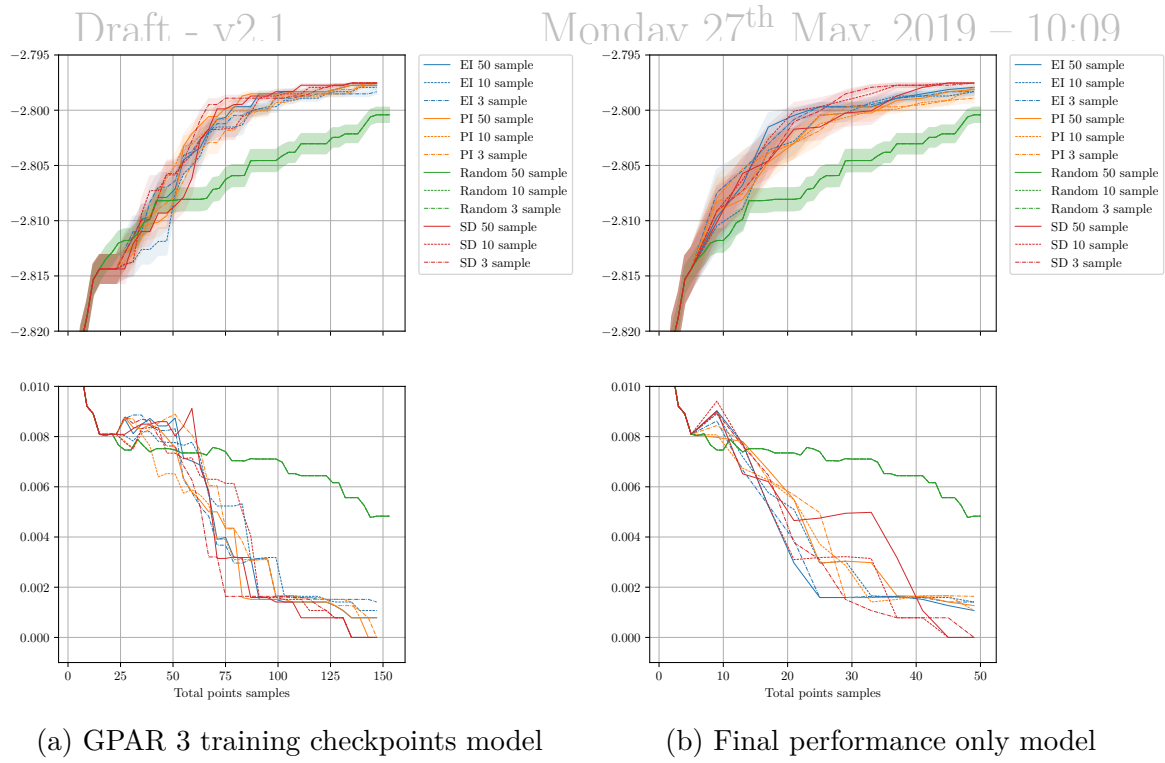 Draft - v2.1 Monday 27th May, 2019 – 10:09
−2.795
−2.800
−2.805
−2.810
−2.815
−2.820
EI 50 sample
EI 10 sample
EI 3 sample
PI 50 sample
PI 10 sample
PI 3 sample
Random 50 sample
Random 10 sample
Random 3 sample
SD 50 sample
SD 10 sample
SD 3 sample
−2.795
−2.800
−2.805
−2.810
−2.815
−2.820
EI 50 sample
EI 10 sample
EI 3 sample
PI 50 sample
PI 10 sample
PI 3 sample
Random 50 sample
Random 10 sample
Random 3 sample
SD 50 sample
SD 10 sample
SD 3 sample
0.010
0.008
0.006
0.004
0.002
0.000
0 25 50 75 100 125 150
Total points samples
0.010
0.008
0.006
0.004
0.002
0.000
0 10 20 30 40 50
Total points samples
(a) GPAR 3 training checkpoints model
(b) Final performance only model